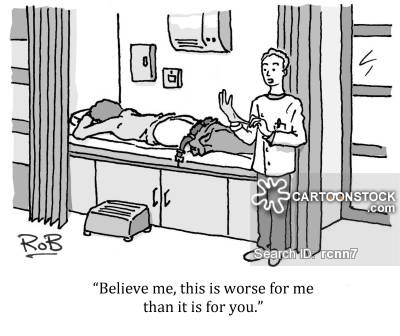 CARTOONSTOCK
.com
Search ID: rcnn7
RoB
“Believe me, this is worse for me
than it is for you.”